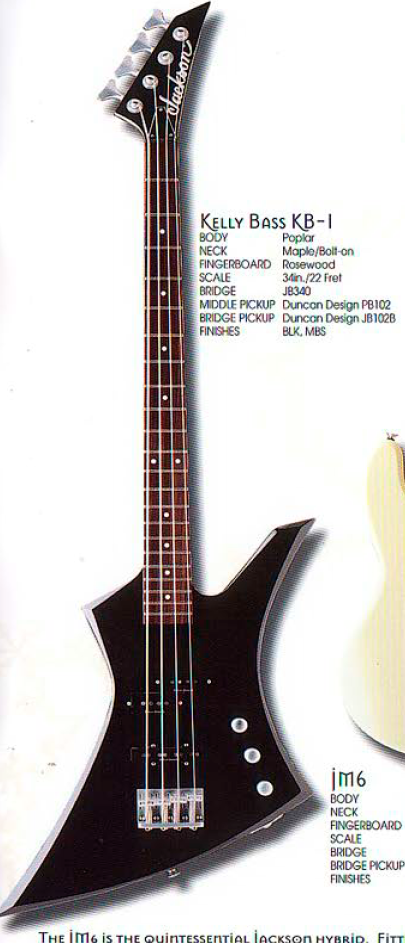 Jackson
KELLY BASS KB-1
BODY Poplar
NECK Maple/Bolt-on
FINGERBOARD Rosewood
SCALE 34in./22 Fret
BRIDGE JB340
MIDDLE PICKUP Duncan Design PB102
BRIDGE PICKUP Duncan Design JB102B
FINISHES BLK, MBS
jm6
BODY
NECK
FINGERBOARD
SCALE
BRIDGE
BRIDGE PICKUP
FINISHES
THE jM6 IS THE QUINTESSENTIAL JACKSON HYBRID. FITT